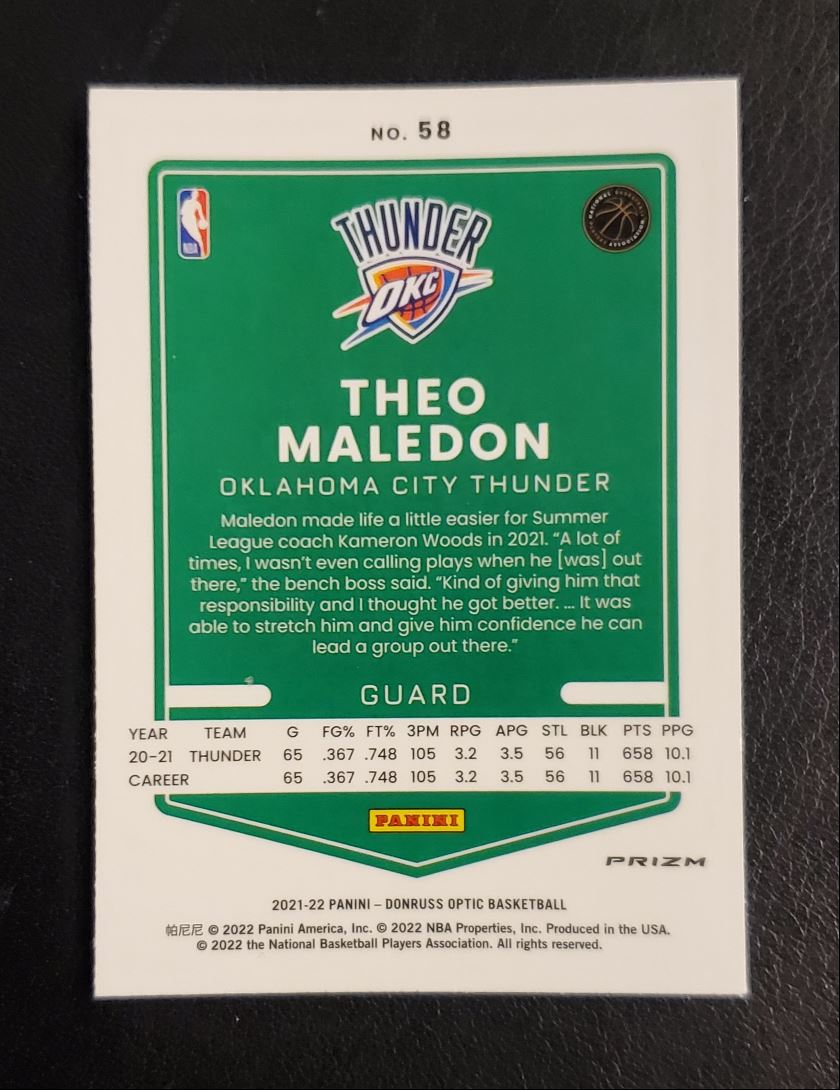 NO. 58
NBA
THUNDER
OKC
NATIONAL BASKETBALL
PLAYERS ASSOCIATION
THEO
MALEDON
OKLAHOMA CITY THUNDER
Maledon made life a little easier for Summer
League coach Kameron Woods in 2021. “A lot of
times, I wasn’t even calling plays when he [was] out
there,” the bench boss said. “Kind of giving him that
responsibility and I thought he got better. ... It was
able to stretch him and give him confidence he can
lead a group out there.”
GUARD
YEAR TEAM G FG% FT% 3PM RPG APG STL BLK PTS PPG
20-21 THUNDER 65 .367 .748 105 3.2 3.5 56 11 658 10.1
CAREER 65 .367 .748 105 3.2 3.5 56 11 658 10.1
PANINI
PRIZM
2021-22 PANINI – DONRUSS OPTIC BASKETBALL
帕尼尼 © 2022 Panini America, Inc. © 2022 NBA Properties, Inc. Produced in the USA.
© 2022 the National Basketball Players Association. All rights reserved.